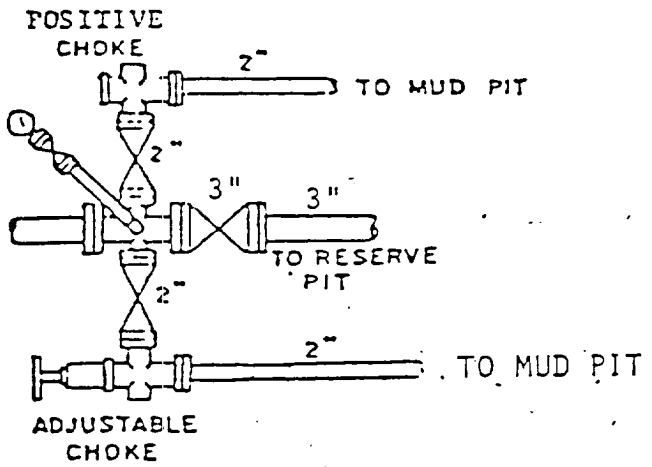 POSITIVE
CHOKE
2"
TO MUD PIT
2"
3"
3"
TO RESERVE
PIT
2"
2"
TO MUD PIT
ADJUSTABLE
CHOKE